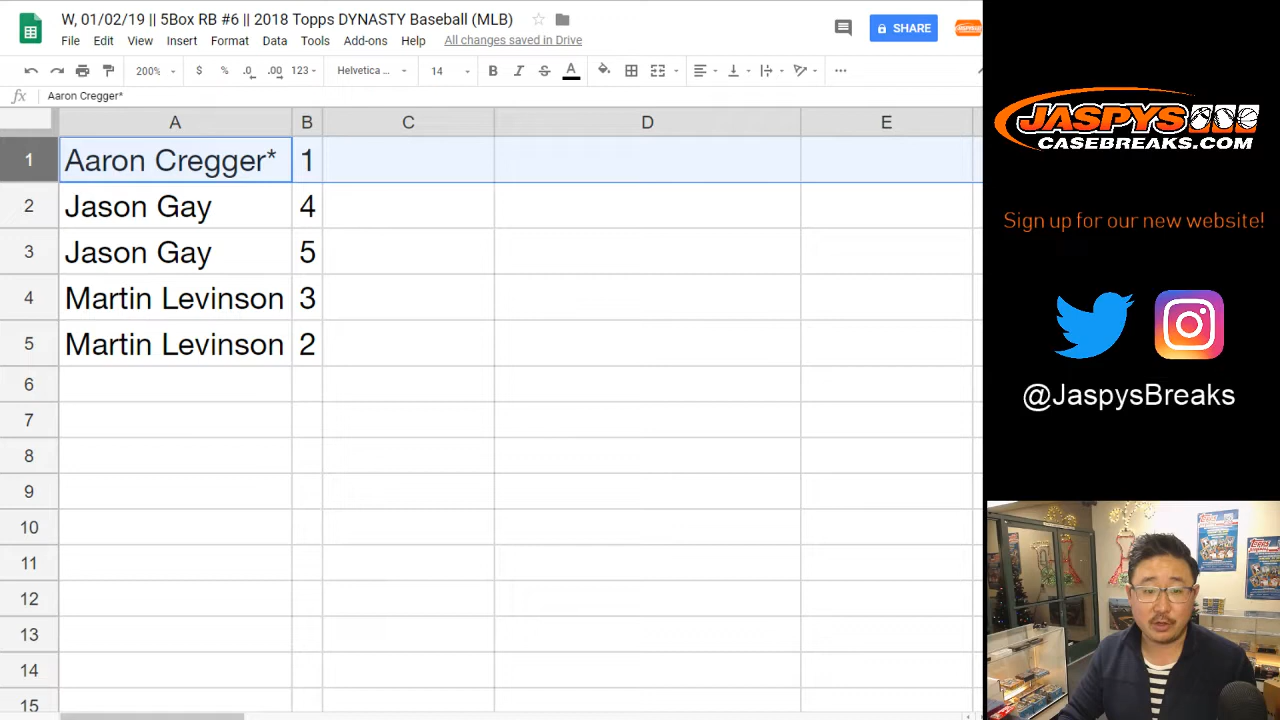 W, 01/02/19 || 5Box RB #6 || 2018 Topps DYNASTY Baseball (MLB)
File Edit View Insert Format Tools Add-ons Help All changes saved in Drive
SHARE
200% $ % .0 .00 123 Helvetica ... 14 B I S A
fx Aaron Cregger*
A B C D E
1 Aaron Cregger* 1
2 Jason Gay 4
3 Jason Gay 5
4 Martin Levinson 3
5 Martin Levinson 2
6
7
8
9
10
11
12
13
14
15
JASPYS
CASEBREAKS.COM
Sign up for our new website!
@JaspysBreaks